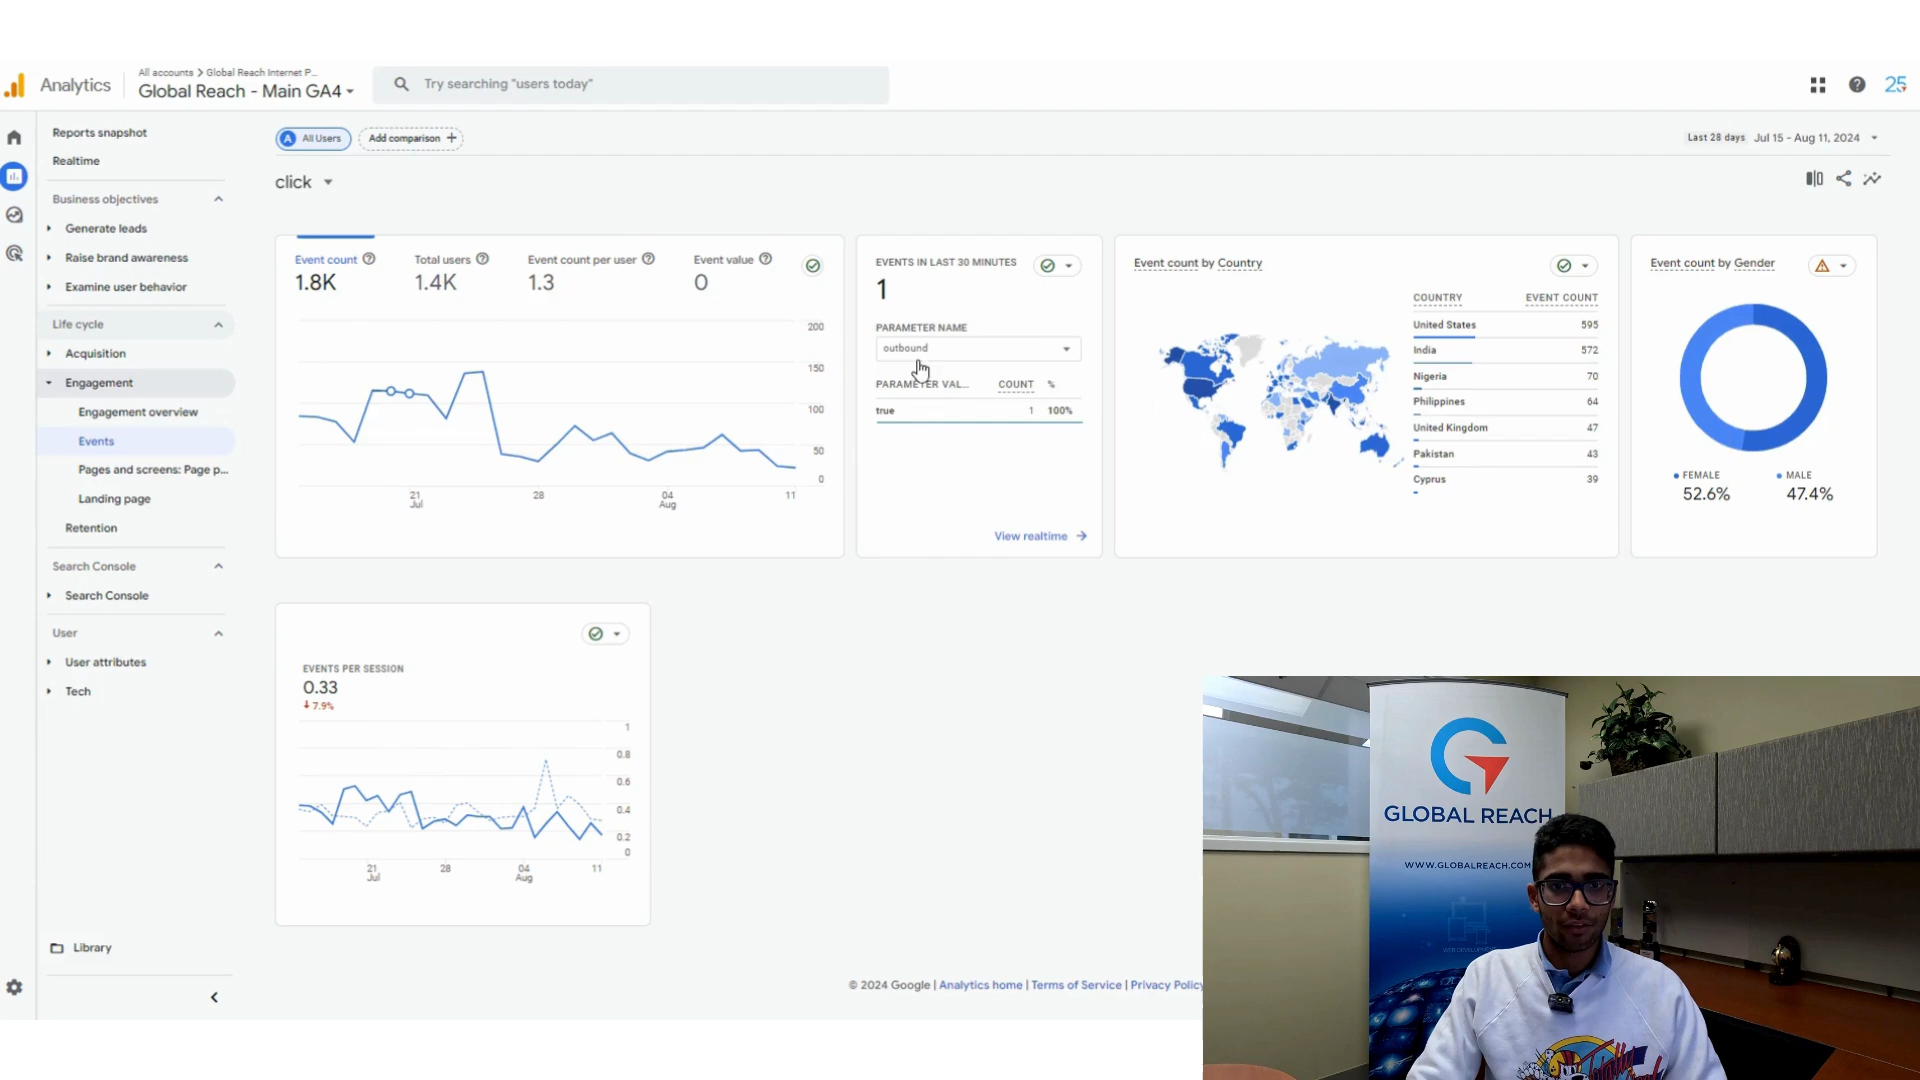 Analytics
All accounts > Global Reach Internet P...
Global Reach - Main GA4
Try searching "users today"
25
Reports snapshot
Realtime
Business objectives
Generate leads
Raise brand awareness
Examine user behavior
Life cycle
Acquisition
Engagement
Engagement overview
Events
Pages and screens: Page p...
Landing page
Retention
Search Console
Search Console
User
User attributes
Tech
Library
A All Users
Add comparison +
Last 28 days Jul 15 - Aug 11, 2024
click
Event count
1.8K
Total users
1.4K
Event count per user
1.3
Event value
0
200
150
100
50
0
21 Jul
28
04 Aug
11
EVENTS IN LAST 30 MINUTES
1
PARAMETER NAME
outbound
PARAMETER VAL... COUNT %
true 1 100%
View realtime
Event count by Country
COUNTRY EVENT COUNT
United States 595
India 572
Nigeria 70
Philippines 64
United Kingdom 47
Pakistan 43
Cyprus 39
Event count by Gender
FEMALE
52.6%
MALE
47.4%
EVENTS PER SESSION
0.33
7.9%
1
0.8
0.6
0.4
0.2
0
21 Jul
28
04 Aug
11
© 2024 Google | Analytics home | Terms of Service | Privacy Policy
GLOBAL REACH
WWW.GLOBALREACH.COM
Totally